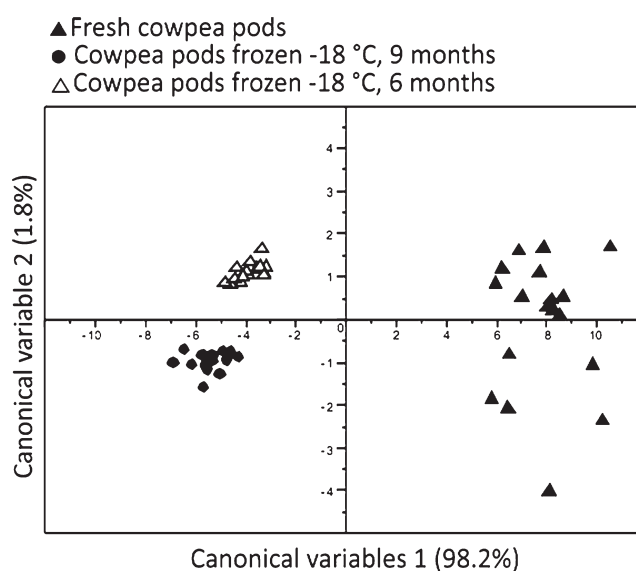 Fresh cowpea pods
Cowpea pods frozen -18 °C, 9 months
Cowpea pods frozen -18 °C, 6 months
Canonical variable 2 (1.8%)
4
3
2
1
-10 -8 -6 -4 -2 0 2 4 6 8 10
-1
-2
-3
-4
Canonical variables 1 (98.2%)